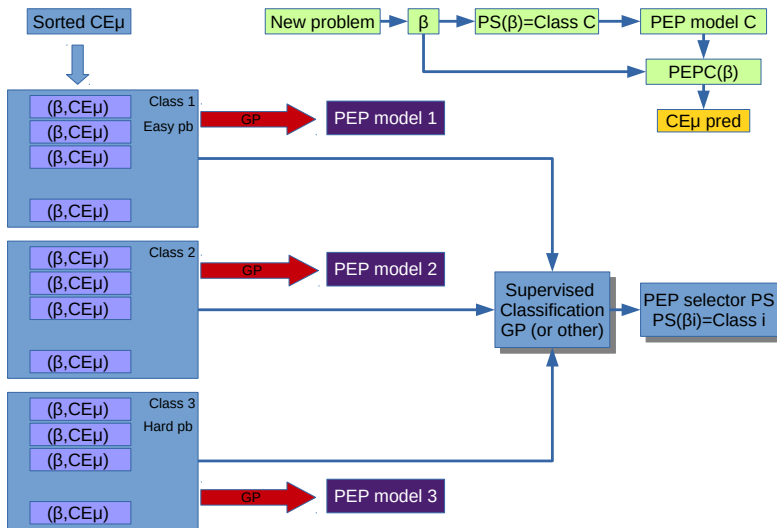 Sorted CEμ
New problem
β
PS(β)=Class C
PEP model C
PEPC(β)
CEμ pred
(β,CEμ)
Class 1
(β,CEμ)
Easy pb
(β,CEμ)
(β,CEμ)
GP
PEP model 1
(β,CEμ)
Class 2
(β,CEμ)
(β,CEμ)
(β,CEμ)
GP
PEP model 2
Supervised
Classification
GP (or other)
PEP selector PS
PS(βi)=Class i
(β,CEμ)
Class 3
(β,CEμ)
Hard pb
(β,CEμ)
(β,CEμ)
GP
PEP model 3